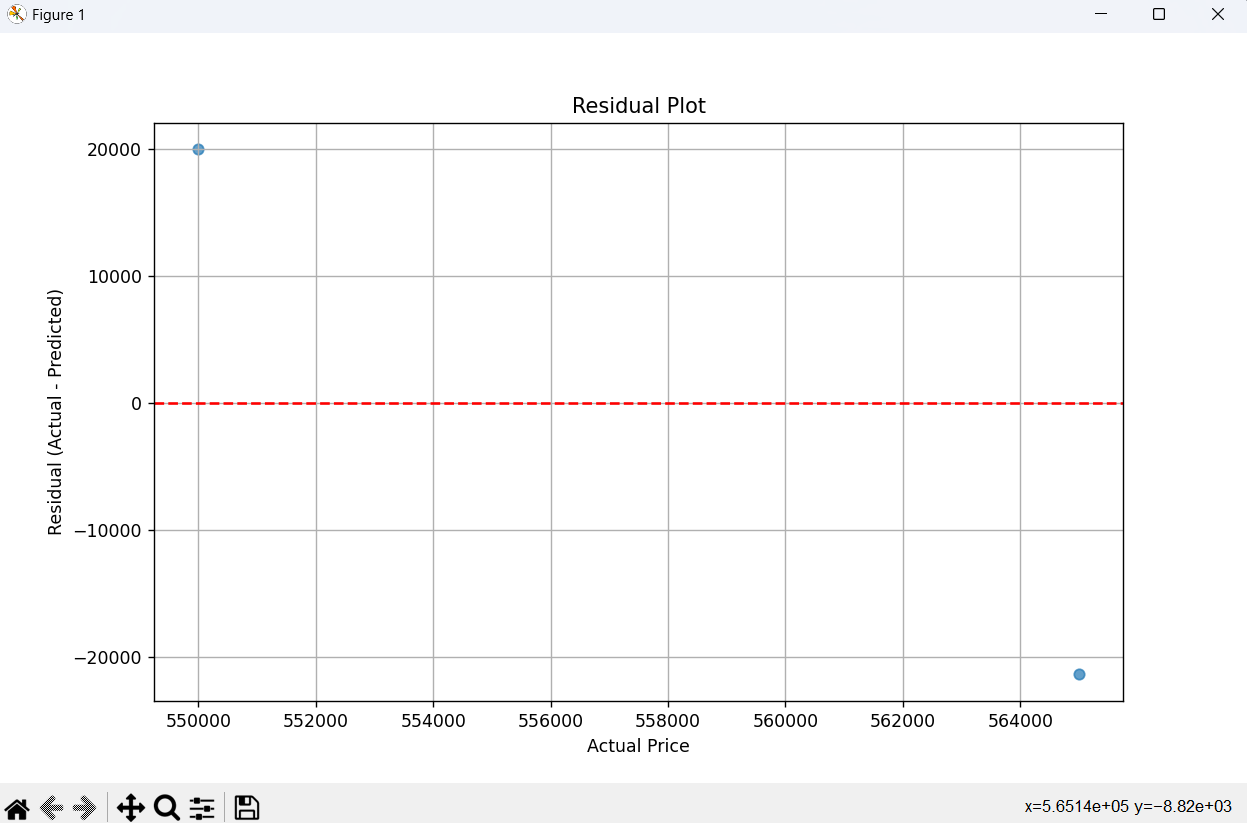 Figure 1
Residual Plot
20000
10000
0
−10000
−20000
Residual (Actual - Predicted)
550000 552000 554000 556000 558000 560000 562000 564000
Actual Price
x=5.6514e+05 y=−8.82e+03